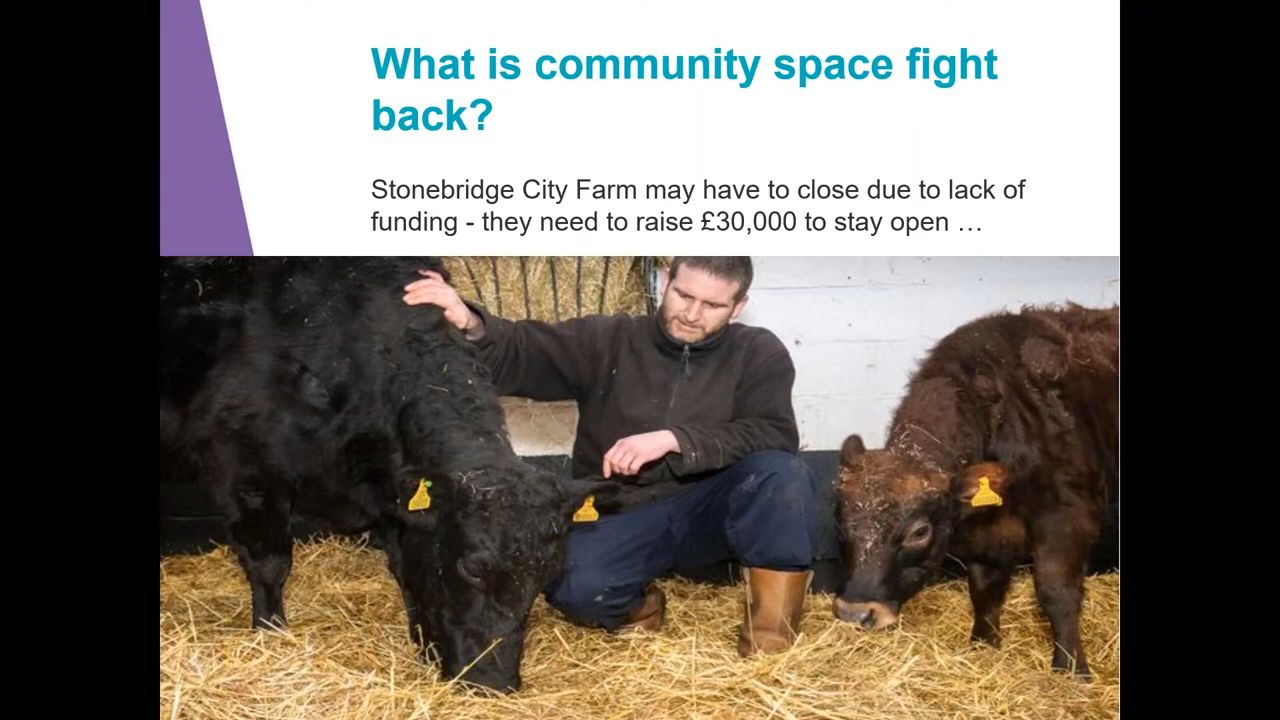 What is community space fight
back?
Stonebridge City Farm may have to close due to lack of
funding - they need to raise £30,000 to stay open …